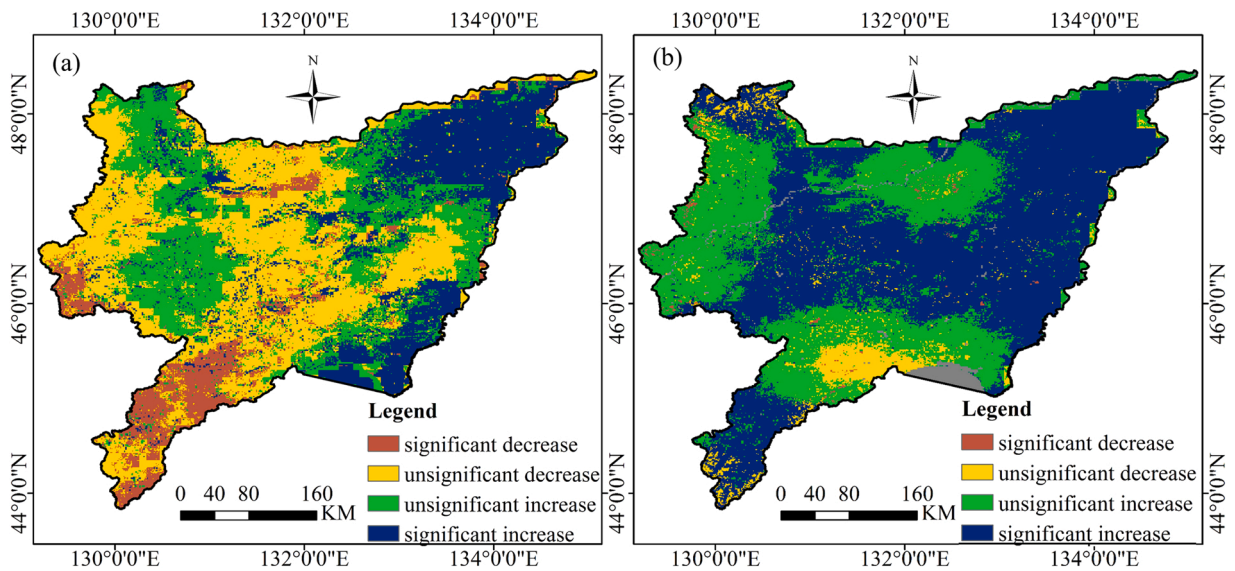 130°0'0"E 132°0'0"E 134°0'0"E
130°0'0"E 132°0'0"E 134°0'0"E
(a)
N
48°0'0"N
46°0'0"N
44°0'0"N
Legend
significant decrease
unsignificant decrease
unsignificant increase
significant increase
0 40 80 160
KM
130°0'0"E 132°0'0"E 134°0'0"E
(b)
N
48°0'0"N
46°0'0"N
44°0'0"N
Legend
significant decrease
unsignificant decrease
unsignificant increase
significant increase
0 40 80 160
KM
130°0'0"E 132°0'0"E 134°0'0"E